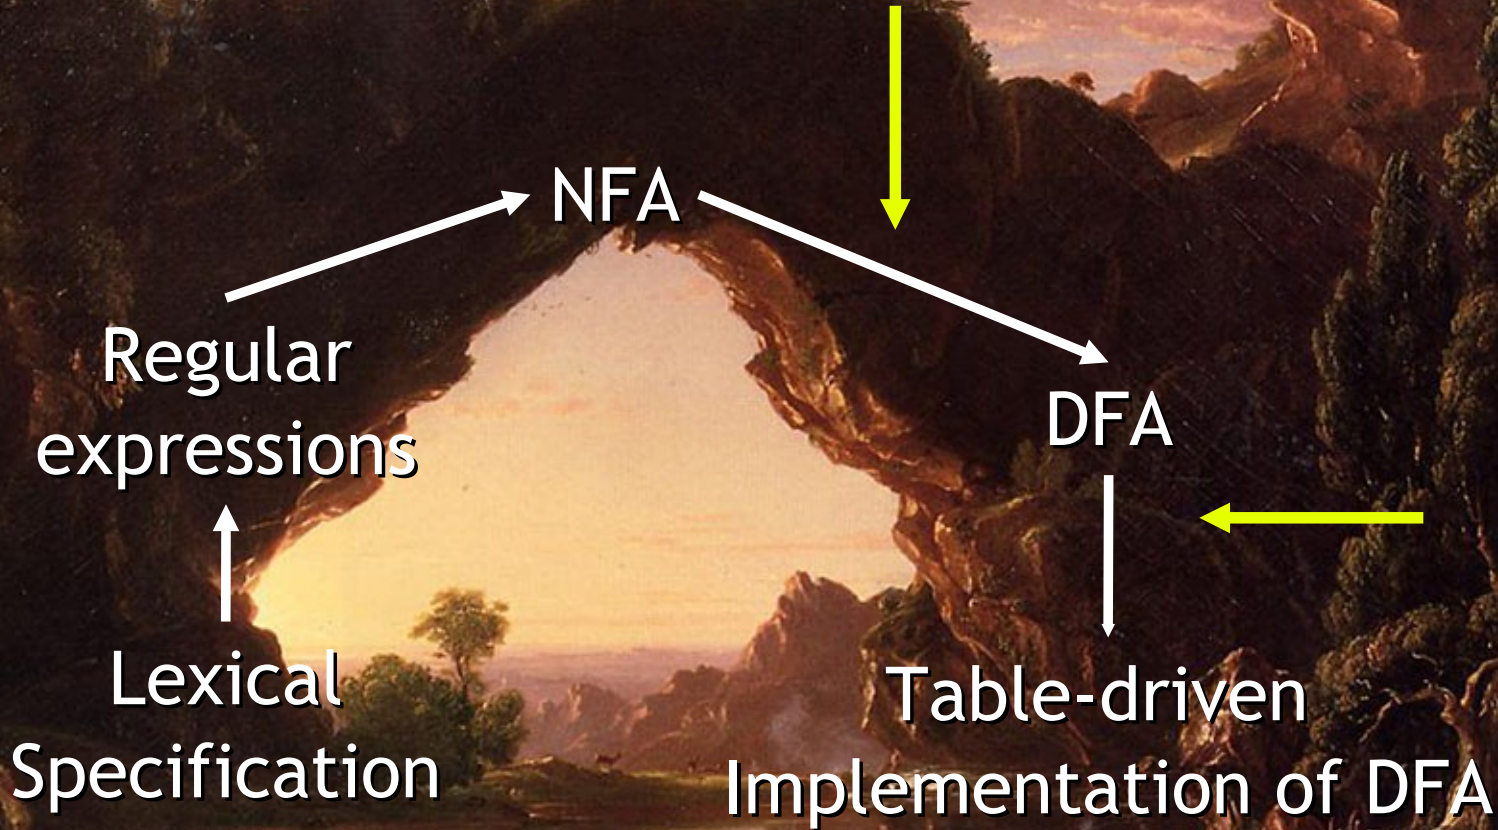 NFA
Regular
expressions
DFA
Lexical
Specification
Table-driven
Implementation of DFA